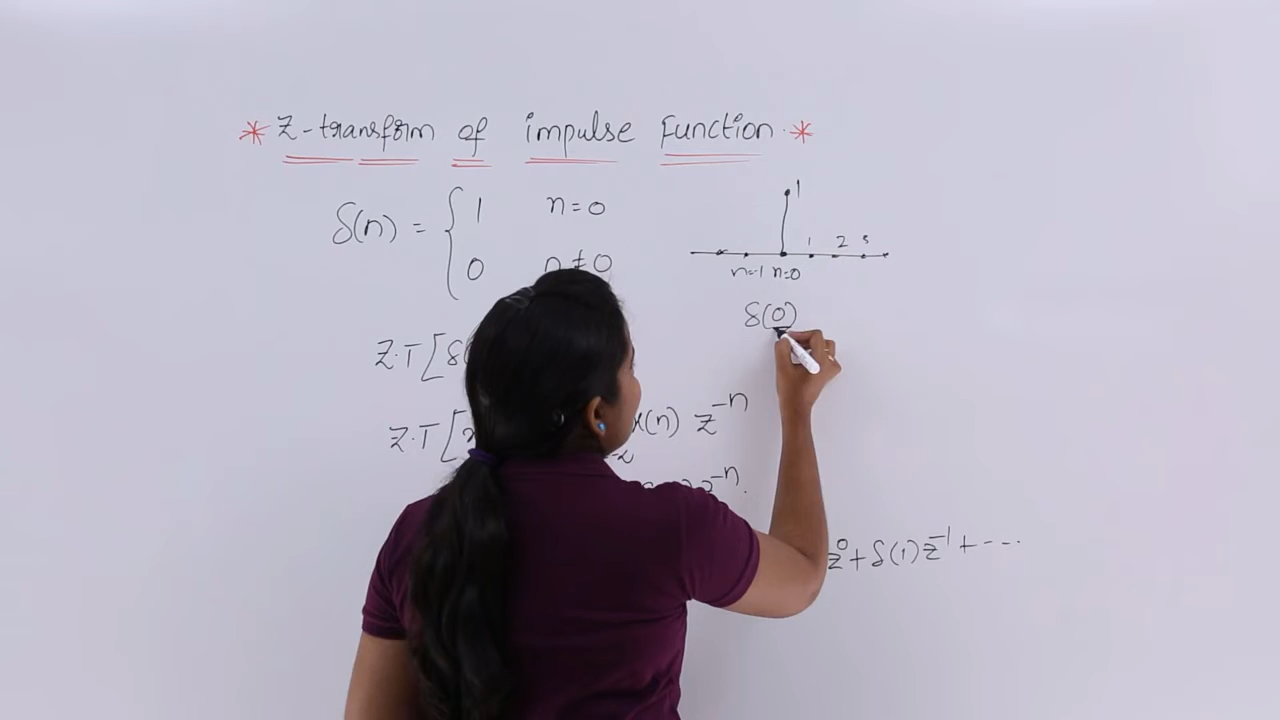 * Z-transform of impulse Function. *
δ(n) = { 1 n=0
0 n≠0
1
1 2 3
n=-1 n=0
δ(0)
Z.T [δ(
Z.T [x x(n) z^-n
^-n.
z^0 + δ(1) z^-1 + ----